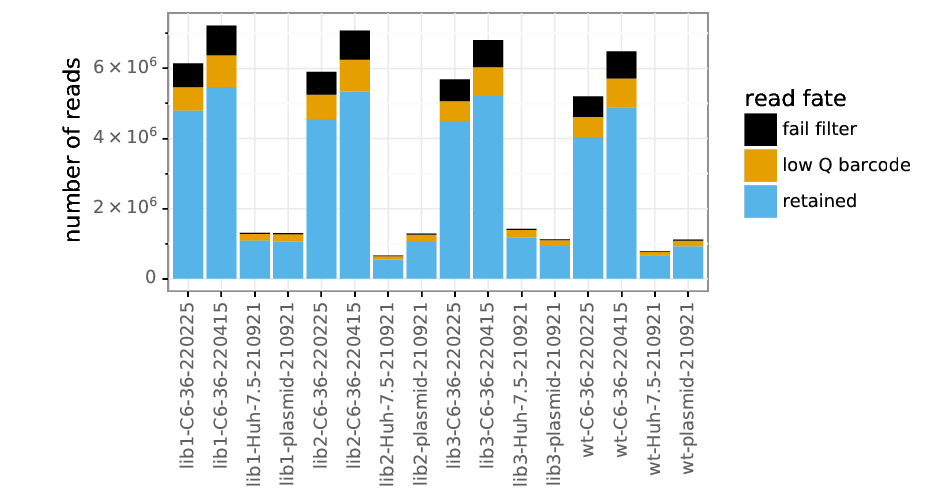 number of reads
6 × 10⁶
4 × 10⁶
2 × 10⁶
0
lib1-C6-36-220225
lib1-C6-36-220415
lib1-Huh-7.5-210921
lib1-plasmid-210921
lib2-C6-36-220225
lib2-C6-36-220415
lib2-Huh-7.5-210921
lib2-plasmid-210921
lib3-C6-36-220225
lib3-C6-36-220415
lib3-Huh-7.5-210921
lib3-plasmid-210921
wt-C6-36-220225
wt-C6-36-220415
wt-Huh-7.5-210921
wt-plasmid-210921
read fate
fail filter
low Q barcode
retained